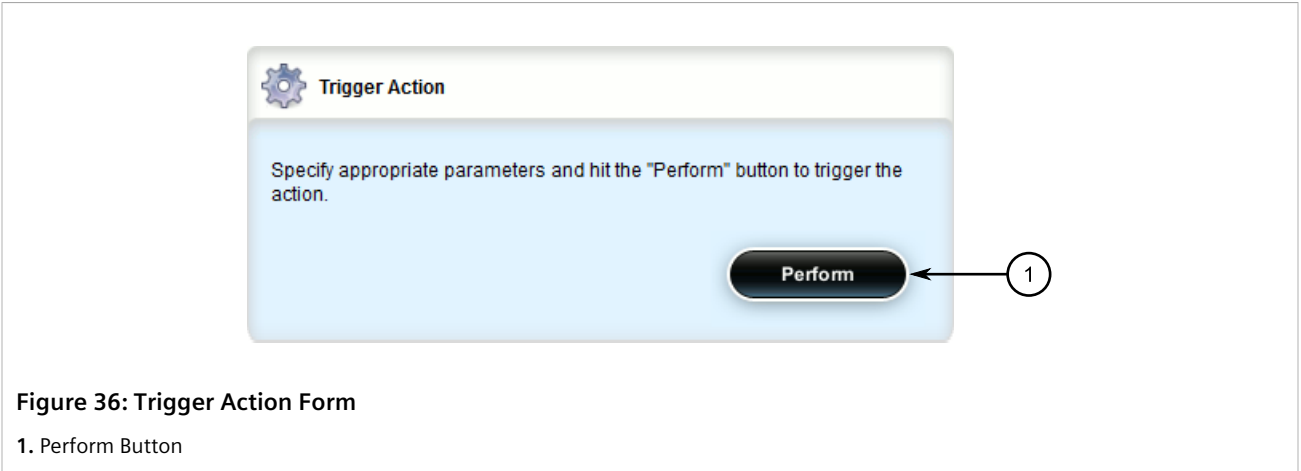 Trigger Action
Specify appropriate parameters and hit the "Perform" button to trigger the
action.
Perform
1
Figure 36: Trigger Action Form
1. Perform Button